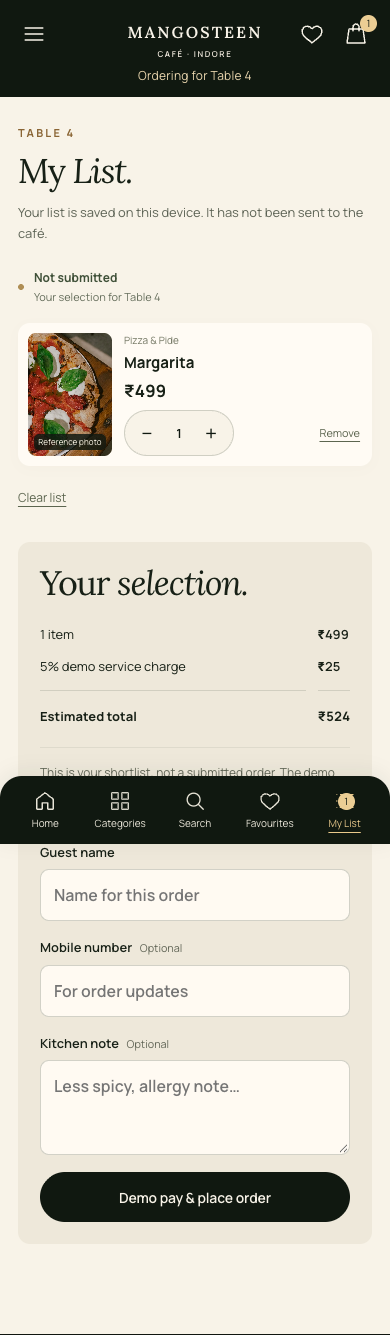 MANGOSTEEN
CAFÉ · INDORE
1
Ordering for Table 4
TABLE 4
My List.
Your list is saved on this device. It has not been sent to the
café.
Not submitted
Your selection for Table 4
Pizza & Pide
Margarita
₹499
Reference photo
− 1 +
Remove
Clear list
Your selection.
1 item ₹499
5% demo service charge ₹25
Estimated total ₹524
This is your shortlist, not a submitted order. The demo
1
Home Categories Search Favourites My List
Guest name
Name for this order
Mobile number Optional
For order updates
Kitchen note Optional
Less spicy, allergy note…
Demo pay & place order